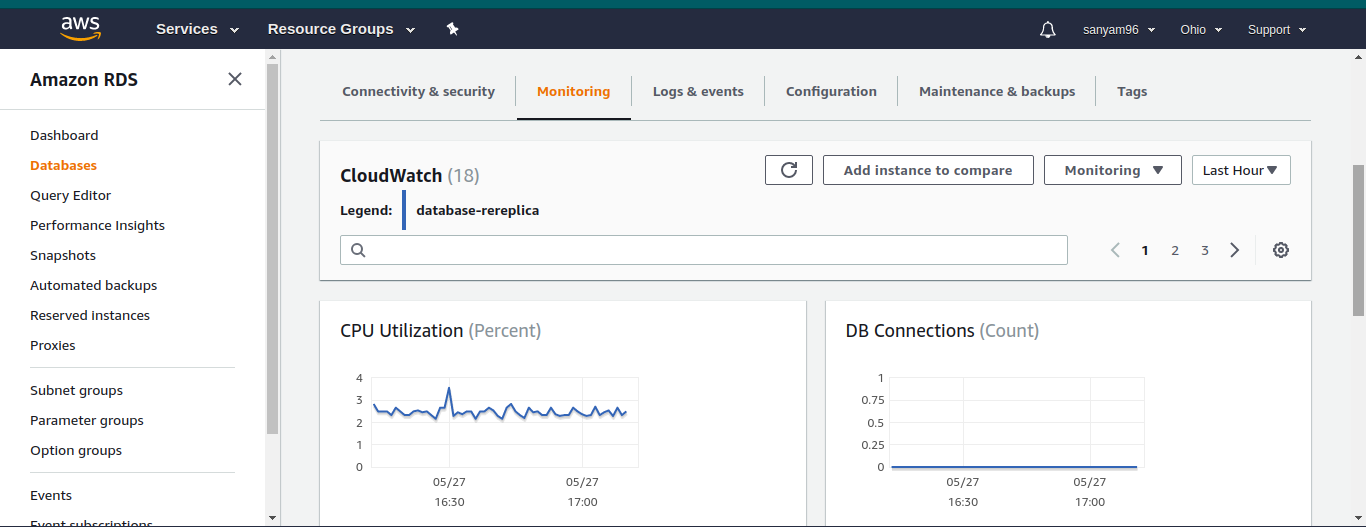 aws Services Resource Groups sanyam96 Ohio Support
Amazon RDS
Dashboard
Databases
Query Editor
Performance Insights
Snapshots
Automated backups
Reserved instances
Proxies
Subnet groups
Parameter groups
Option groups
Events
Event subscriptions
Connectivity & security Monitoring Logs & events Configuration Maintenance & backups Tags
CloudWatch (18)
Add instance to compare Monitoring Last Hour
Legend: database-rereplica
1 2 3
CPU Utilization (Percent)
4
3
2
1
0
05/27 05/27
16:30 17:00
DB Connections (Count)
1
0.75
0.5
0.25
0
05/27 05/27
16:30 17:00